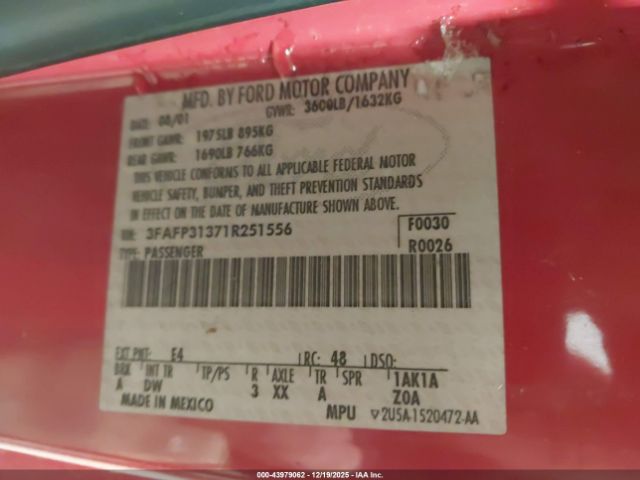 MFD. BY FORD MOTOR COMPANY
DATE: 08/01 GVWR: 3600LB/1632KG
FRONT GAWR: 1975LB 895KG
REAR GAWR: 1690LB 766KG
THIS VEHICLE CONFORMS TO ALL APPLICABLE FEDERAL MOTOR
VEHICLE SAFETY, BUMPER, AND THEFT PREVENTION STANDARDS
IN EFFECT ON THE DATE OF MANUFACTURE SHOWN ABOVE.
VIN: 3FAFP31371R251556 F0030
TYPE: PASSENGER R0026
EXT PNT: E4 RC: 48 DSO:
BRK INT TR TP/PS R AXLE TR SPR 1AK1A
A DW 3 XX A Z0A
MADE IN MEXICO MPU 2U5A-1520472-AA
000-43979062 - 12/19/2025 - IAA Inc.